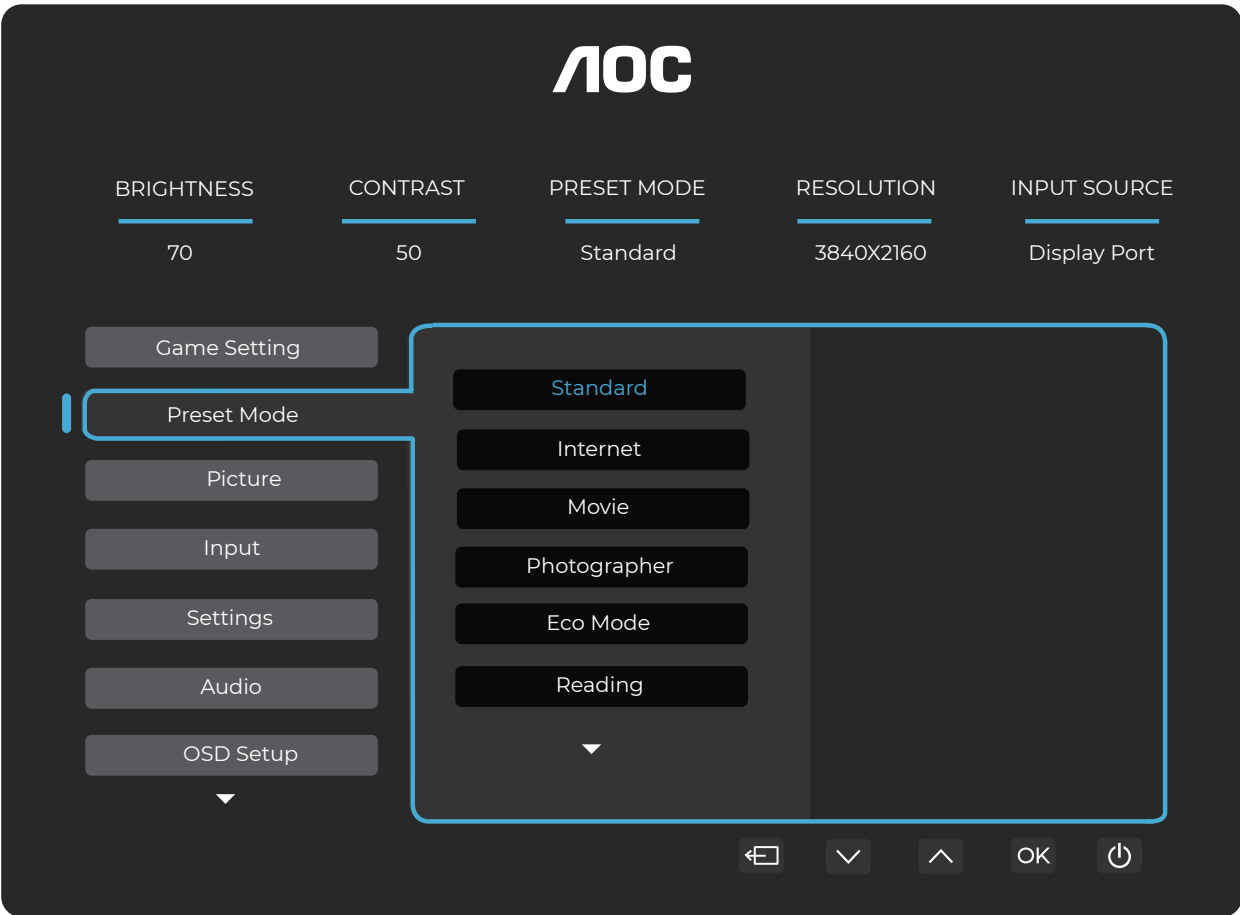 AOC
BRIGHTNESS CONTRAST PRESET MODE RESOLUTION INPUT SOURCE
70 50 Standard 3840X2160 Display Port
Game Setting
Preset Mode
Picture
Input
Settings
Audio
OSD Setup
Standard
Internet
Movie
Photographer
Eco Mode
Reading
OK